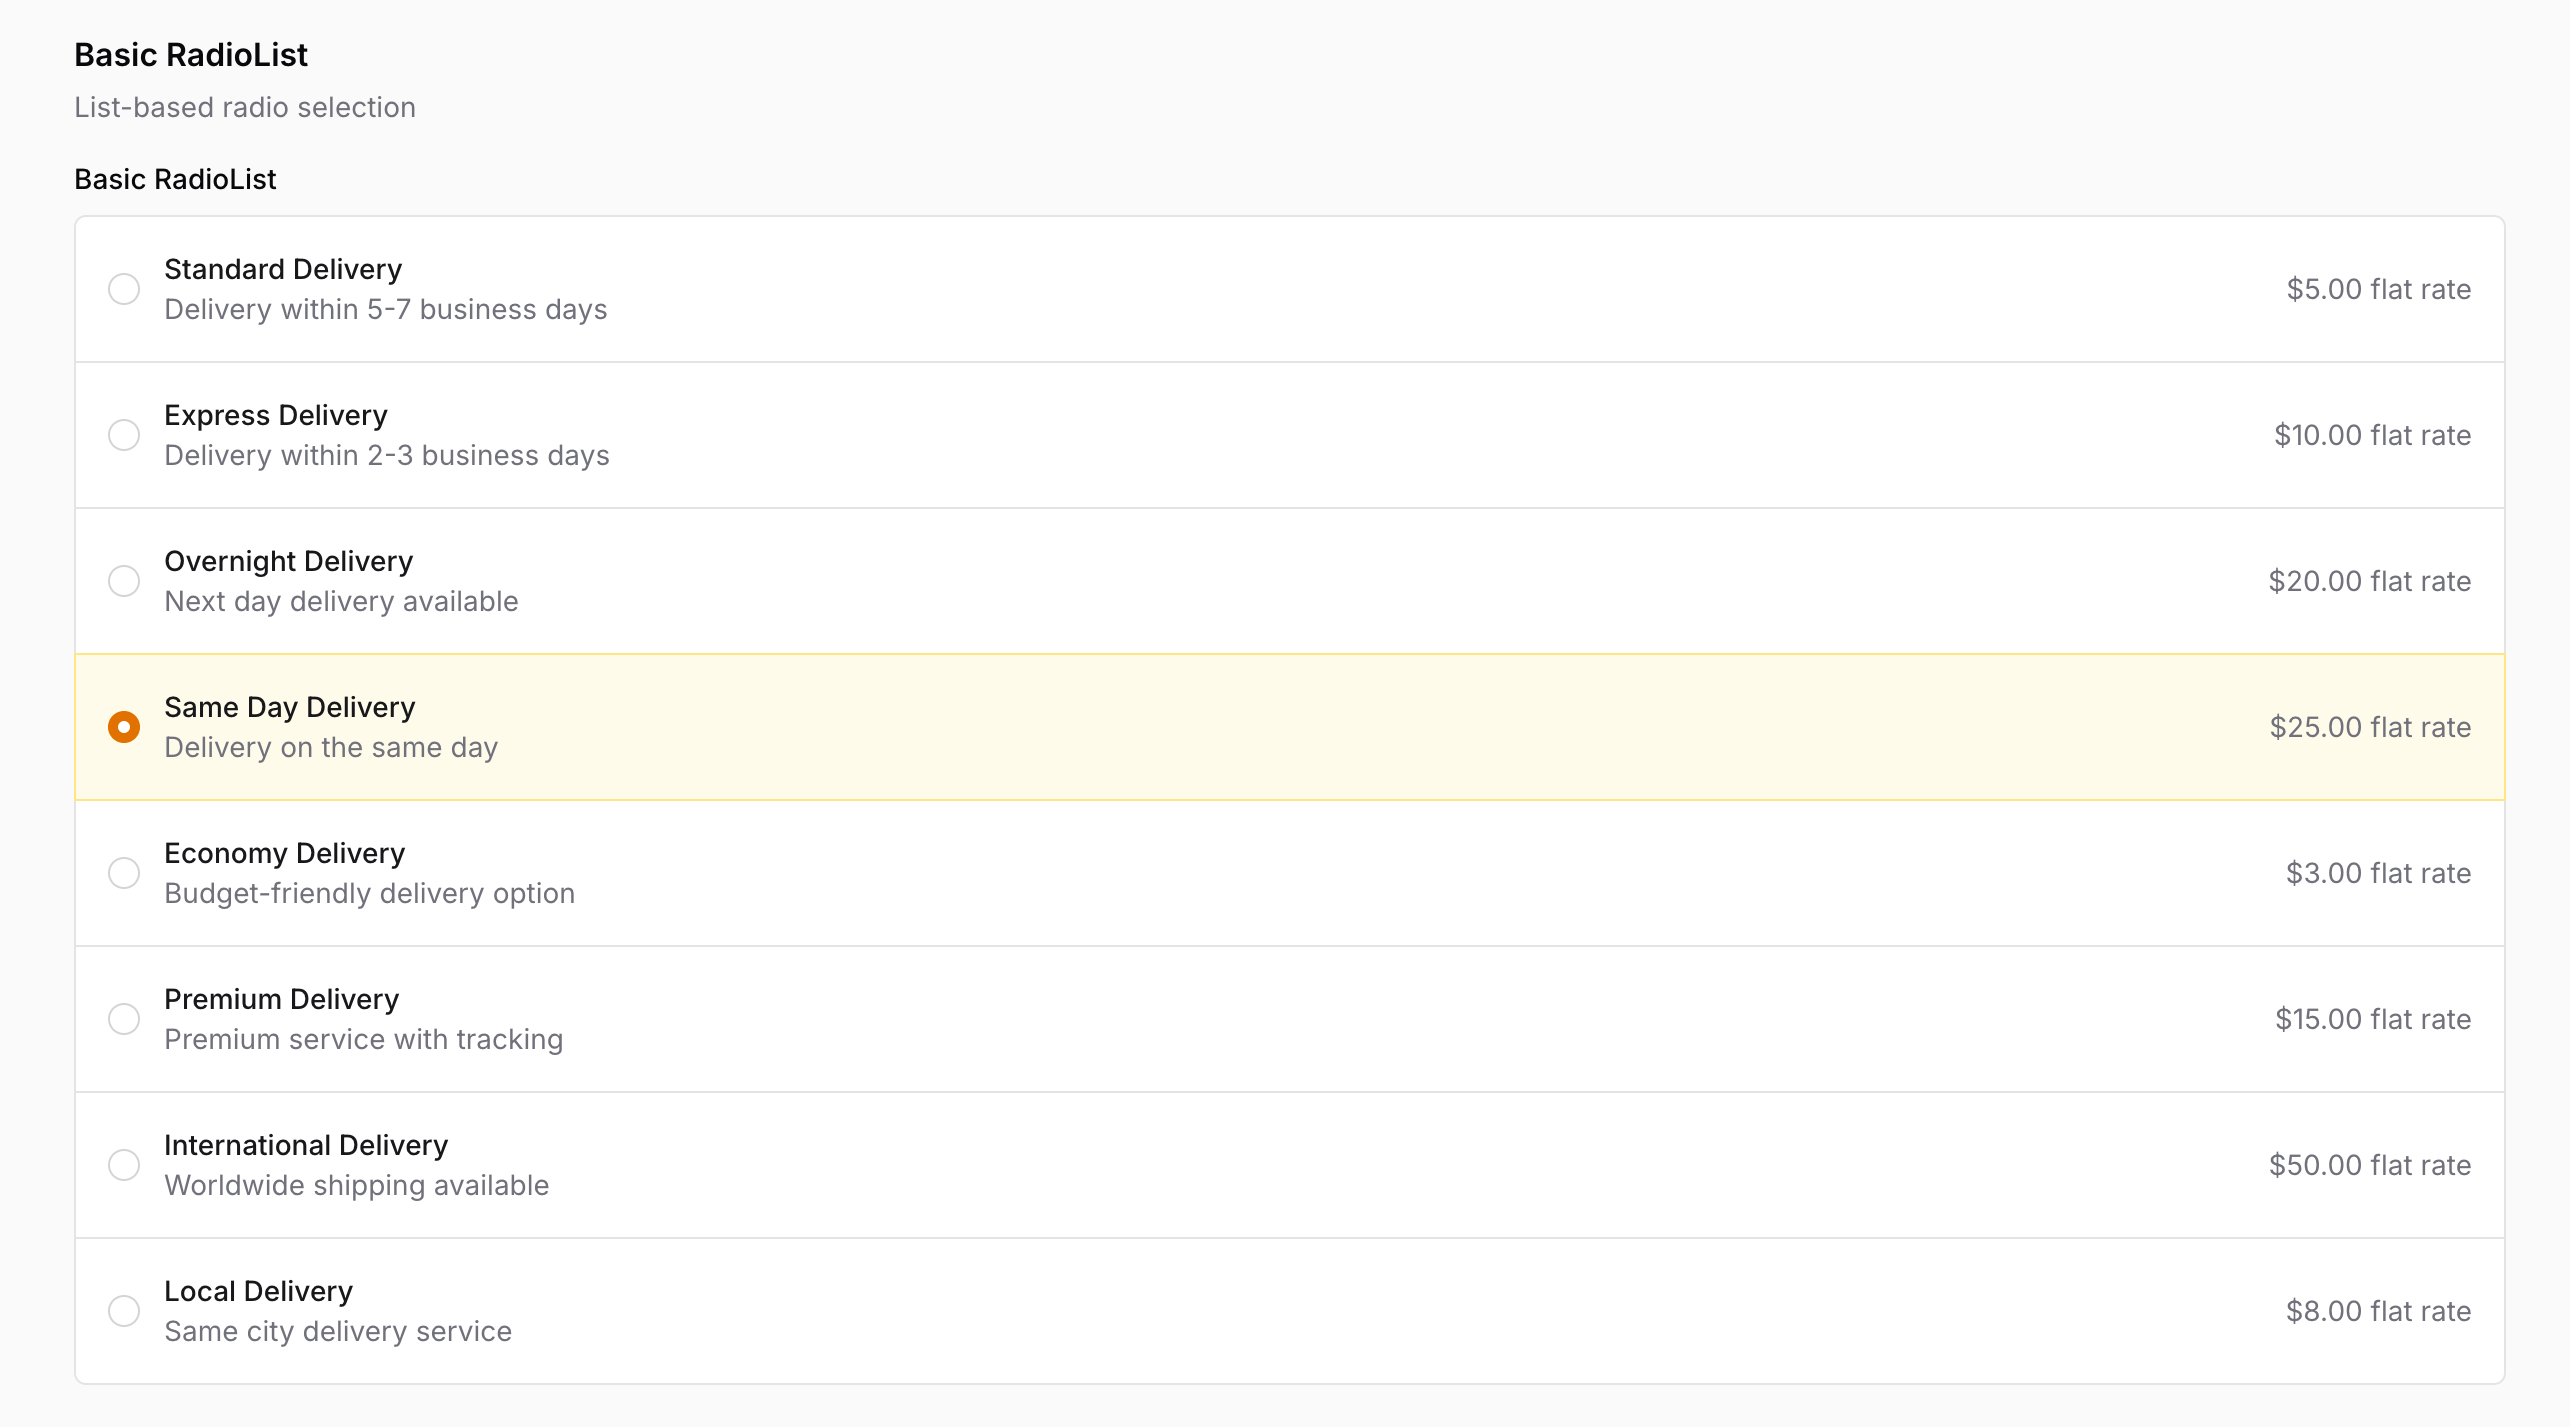 Basic RadioList
List-based radio selection
Basic RadioList
Standard Delivery
Delivery within 5-7 business days
$5.00 flat rate
Express Delivery
Delivery within 2-3 business days
$10.00 flat rate
Overnight Delivery
Next day delivery available
$20.00 flat rate
Same Day Delivery
Delivery on the same day
$25.00 flat rate
Economy Delivery
Budget-friendly delivery option
$3.00 flat rate
Premium Delivery
Premium service with tracking
$15.00 flat rate
International Delivery
Worldwide shipping available
$50.00 flat rate
Local Delivery
Same city delivery service
$8.00 flat rate